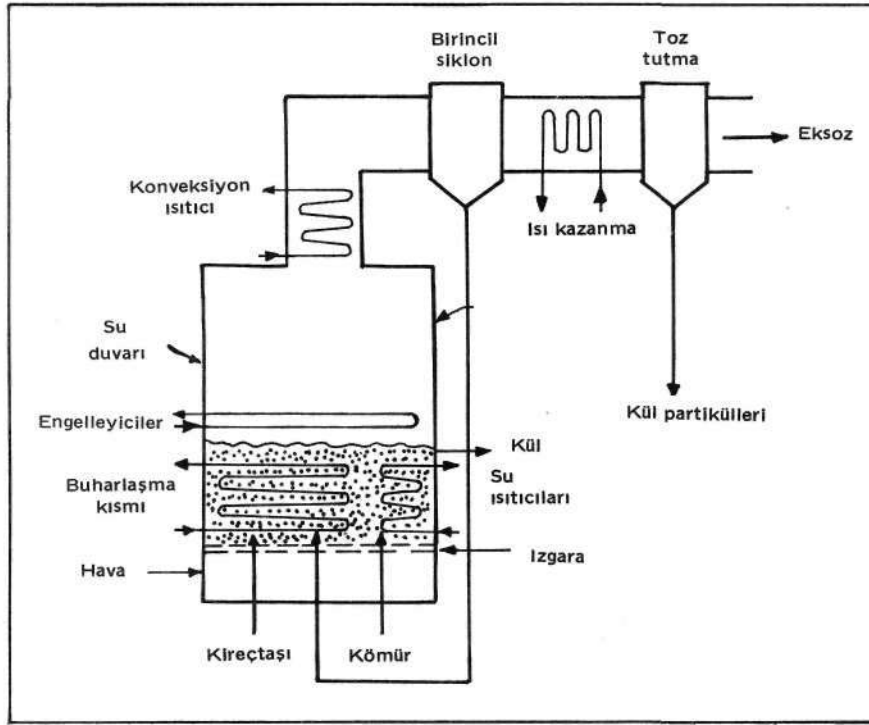 Birincil
siklon
Toz
tutma
Eksoz
Konveksiyon
ısıtıcı
Isı kazanma
Su
duvarı
Kül partikülleri
Engelleyiciler
Kül
Buharlaşma
kısmı
Su
ısıtıcıları
Izgara
Hava
Kireçtaşı
Kömür